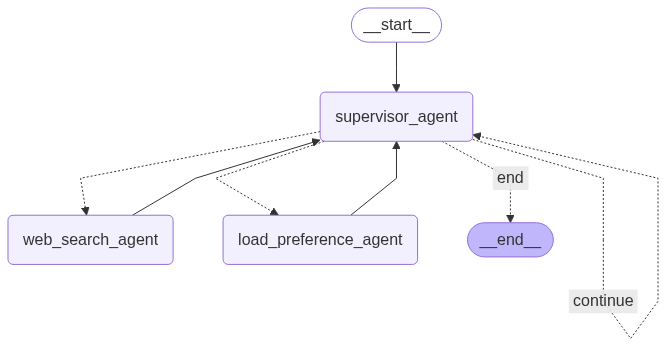 __start__
supervisor_agent
end
web_search_agent
load_preference_agent
__end__
continue